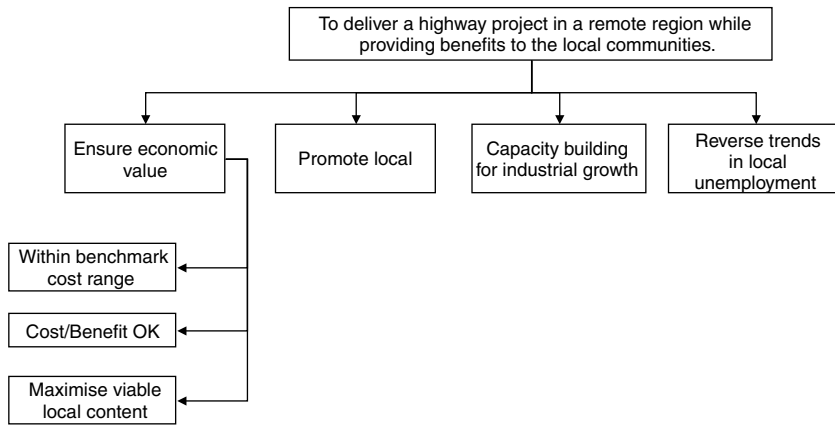 To deliver a highway project in a remote region while
providing benefits to the local communities.
Ensure economic
value
Promote local
Capacity building
for industrial growth
Reverse trends
in local
unemployment
Within benchmark
cost range
Cost/Benefit OK
Maximise viable
local content